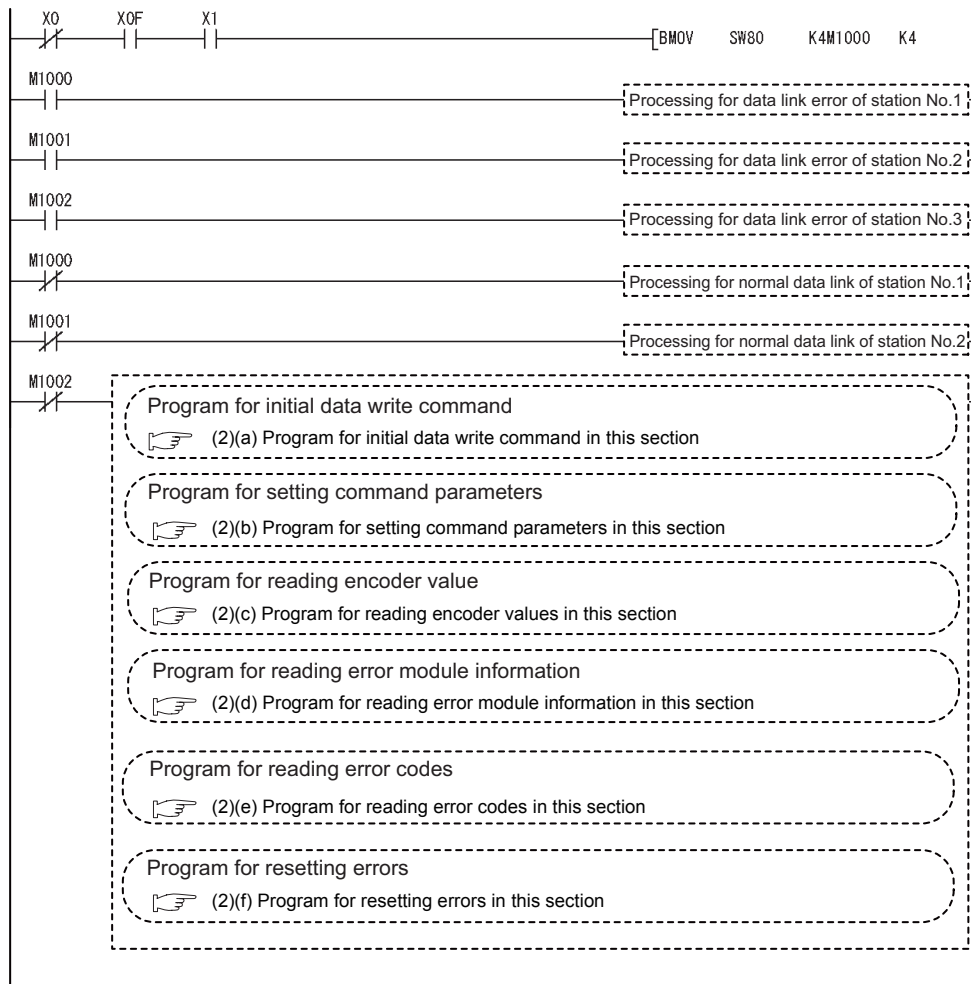 X0 X0F X1
[BMOV SW80 K4M1000 K4
M1000
Processing for data link error of station No.1
M1001
Processing for data link error of station No.2
M1002
Processing for data link error of station No.3
M1000
Processing for normal data link of station No.1
M1001
Processing for normal data link of station No.2
M1002
Program for initial data write command
(2)(a) Program for initial data write command in this section
Program for setting command parameters
(2)(b) Program for setting command parameters in this section
Program for reading encoder value
(2)(c) Program for reading encoder values in this section
Program for reading error module information
(2)(d) Program for reading error module information in this section
Program for reading error codes
(2)(e) Program for reading error codes in this section
Program for resetting errors
(2)(f) Program for resetting errors in this section